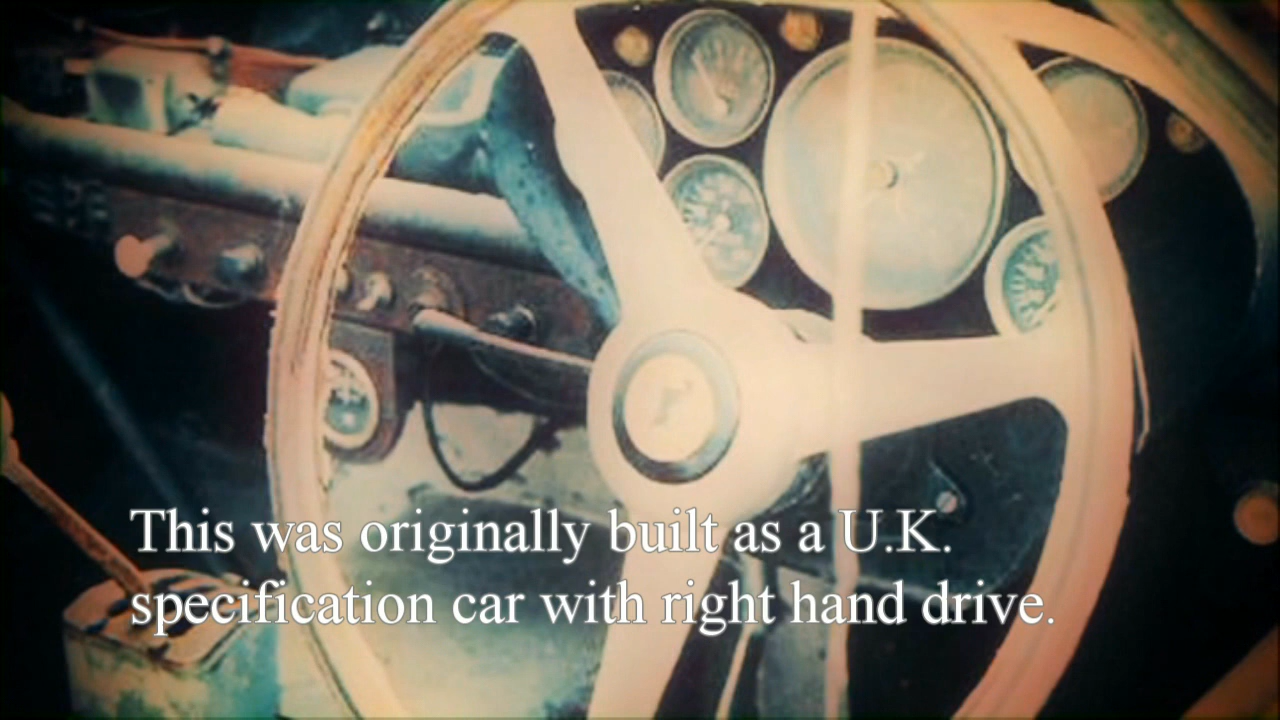 This was originally built as a U.K.
specification car with right hand drive.